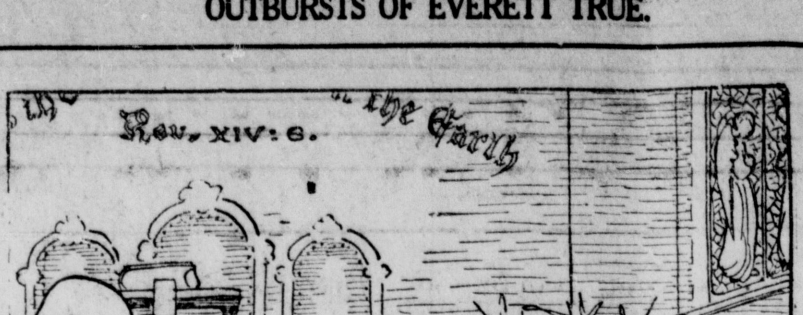 OUTBURSTS OF EVERETT TRUE.
the Earth
Rev. XIV: 6.